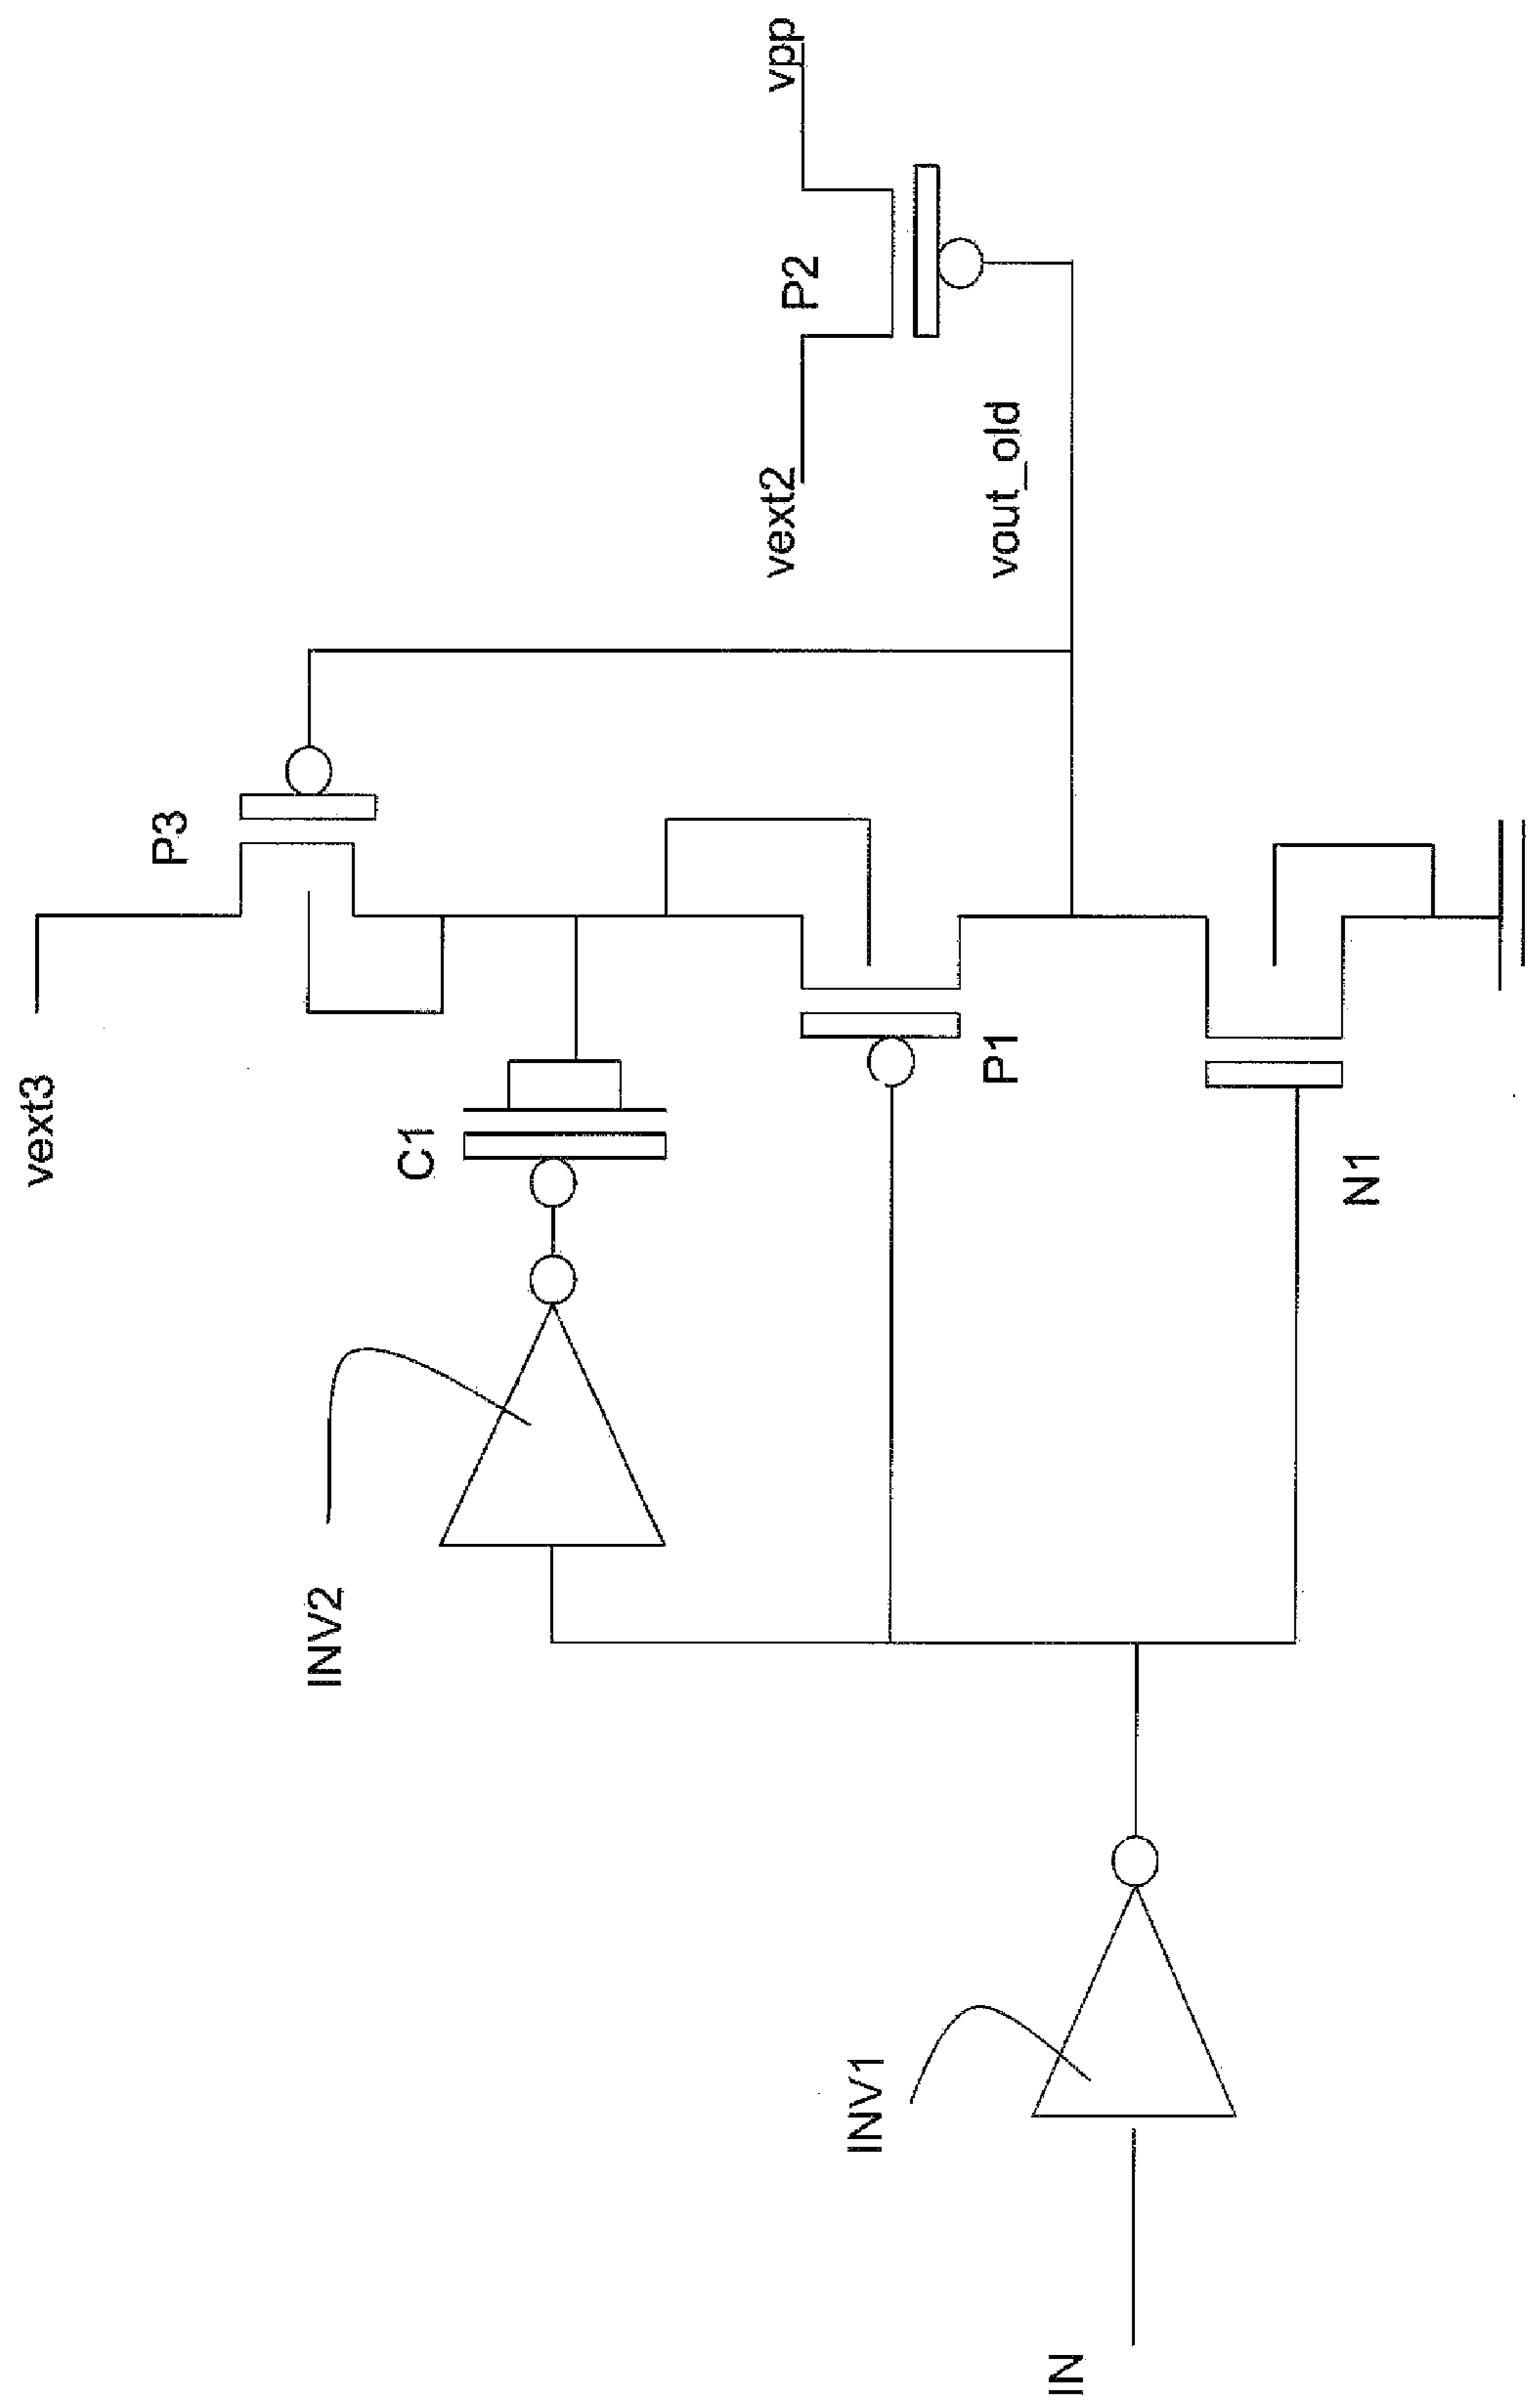 vext3
P3
C1
INV2
vpp
P2
vext2
vout_old
P1
N1
INV1
IN